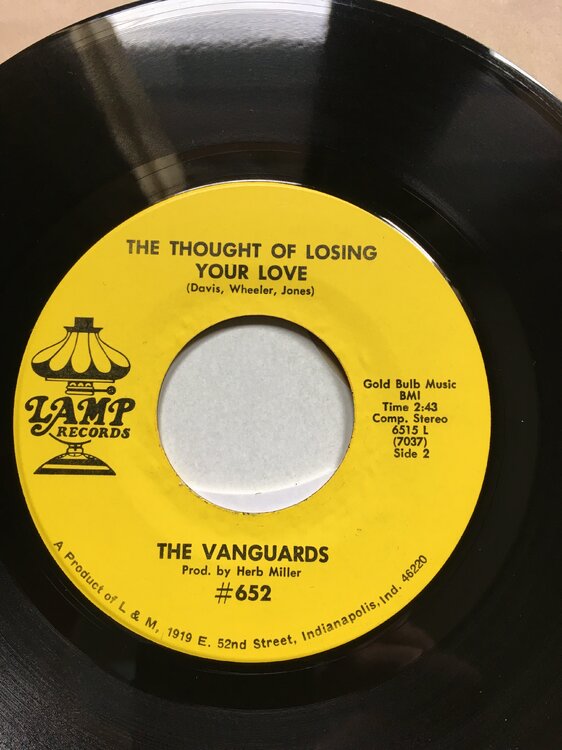 THE THOUGHT OF LOSING
YOUR LOVE
(Davis, Wheeler, Jones)
LAMP
RECORDS
Gold Bulb Music
BMI
Time 2:43
Comp. Stereo
6515 L
(7037)
Side 2
THE VANGUARDS
Prod. by Herb Miller
#652
A Product of L & M, 1919 E. 52nd Street, Indianapolis, Ind. 46220